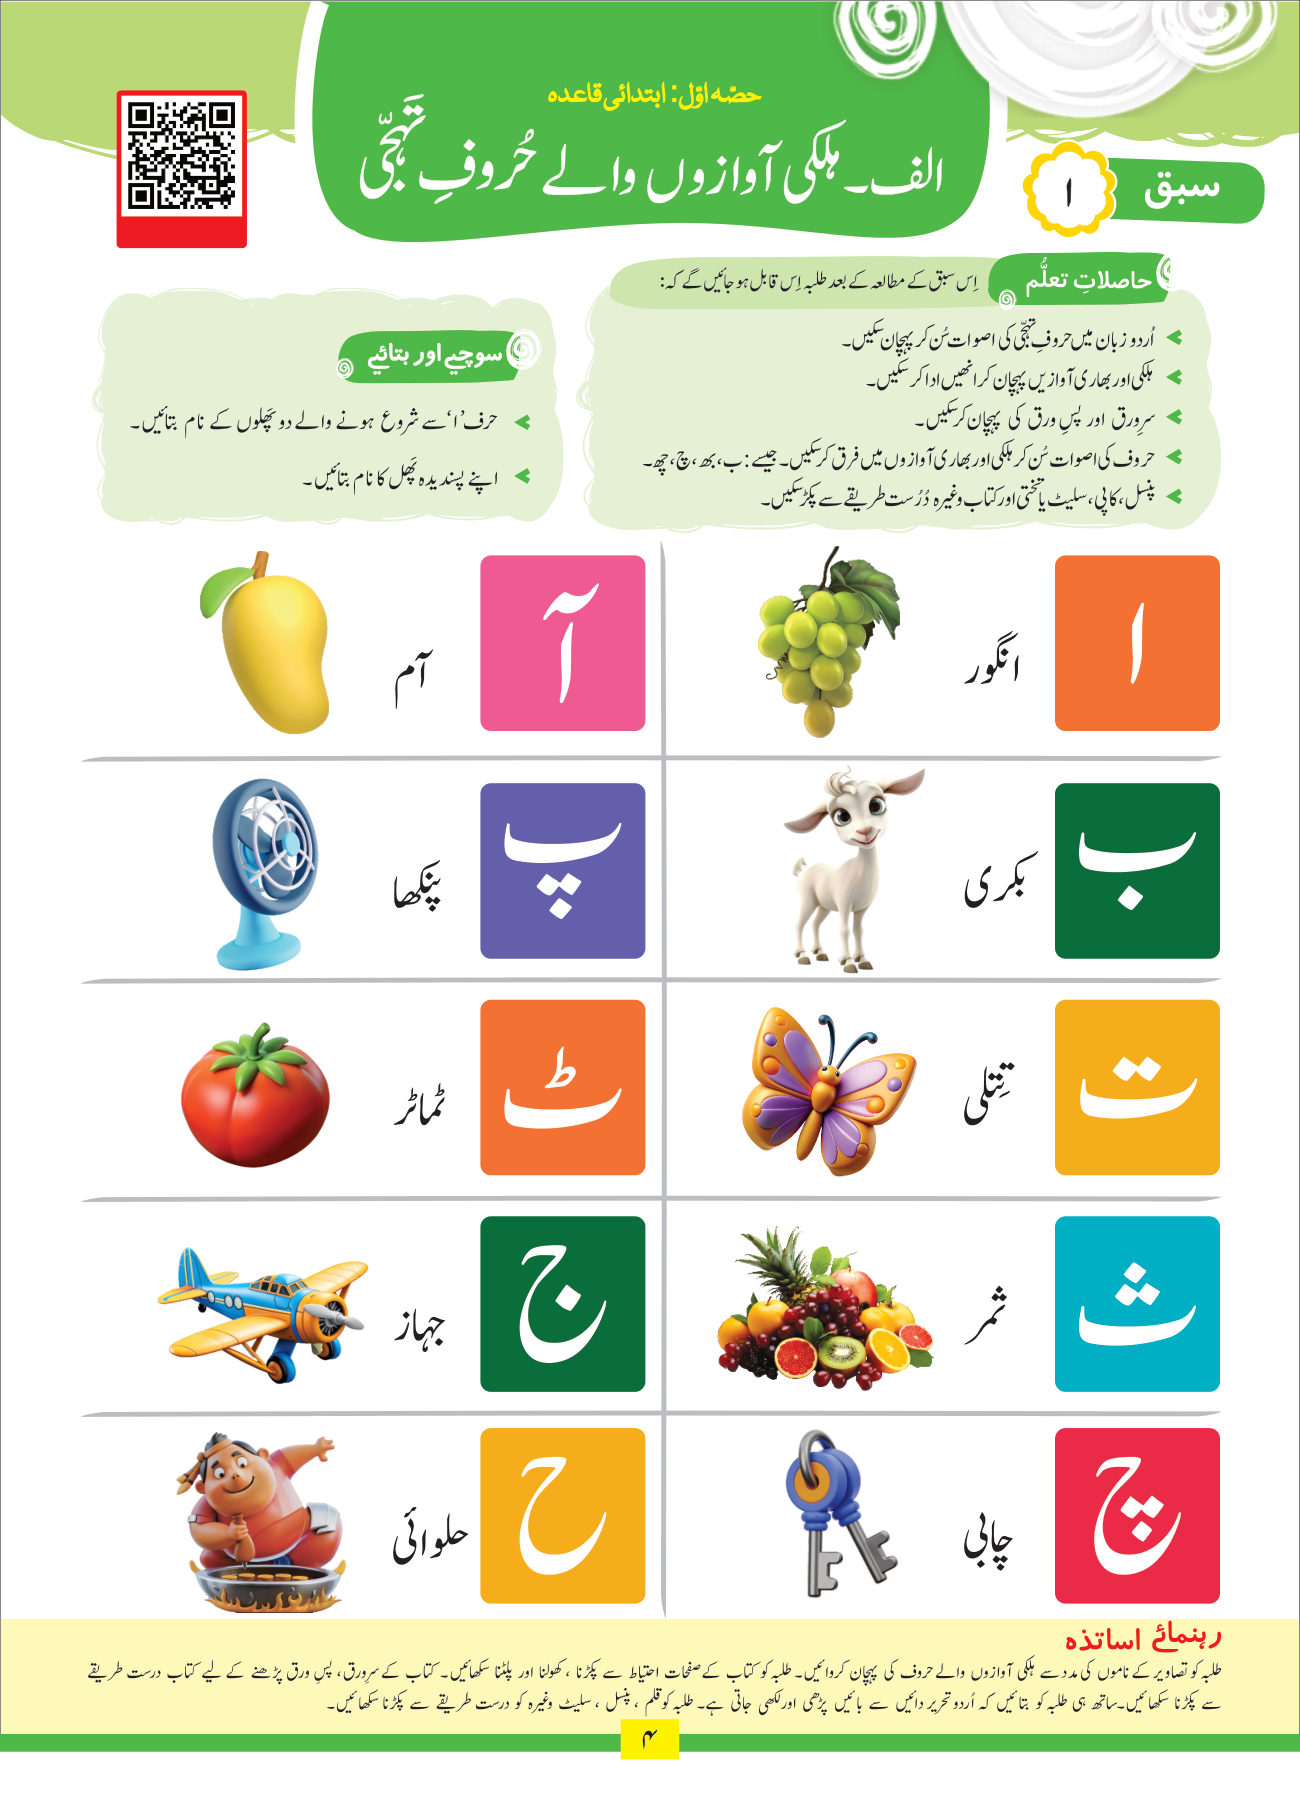 حصّہ اوّل: ابتدائی قاعدہ
الف۔ ہلکی آوازوں والے حُروفِ تَہجّی
سبق ۱
حاصلاتِ تعلُّم
اِس سبق کے مطالعہ کے بعد طلبہ اِس قابل ہو جائیں گے کہ:
اُردو زبان میں حروفِ تہجّی کی اصوات سُن کر پہچان سکیں۔
ہلکی اور بھاری آوازیں پہچان کر انھیں ادا کر سکیں۔
سرِورق اور پسِ ورق کی پہچان کر سکیں۔
حروف کی اصوات سُن کر ہلکی اور بھاری آوازوں میں فرق کر سکیں۔ جیسے: ب، بھ، چ، چھ۔
پنسل، کاپی، سلیٹ یا تختی اور کتاب وغیرہ دُرُست طریقے سے پکڑ سکیں۔
سوچیے اور بتائیے
حرف 'ا' سے شروع ہونے والے دو پَھلوں کے نام بتائیں۔
اپنے پسندیدہ پَھل کا نام بتائیں۔
ا
انگور
آ
آم
ب
بکری
پ
پنکھا
ت
تِتلی
ٹ
ٹماٹر
ث
ثمر
ج
جہاز
چ
چابی
ح
حلوائی
رہنمائے اساتذہ
طلبہ کو تصاویر کے ناموں کی مدد سے ہلکی آوازوں والے حروف کی پہچان کروائیں۔ طلبہ کو کتاب کے صفحات احتیاط سے پکڑنا، کھولنا اور پلٹنا سکھائیں۔ کتاب کے سرِورق، پسِ ورق پڑھنے کے لیے کتاب درست طریقے
سے پکڑنا سکھائیں۔ ساتھ ہی طلبہ کو بتائیں کہ اُردو تحریر دائیں سے بائیں پڑھی اور لکھی جاتی ہے۔ طلبہ کو قلم، پنسل، سلیٹ وغیرہ کو درست طریقے سے پکڑنا سکھائیں۔
۴